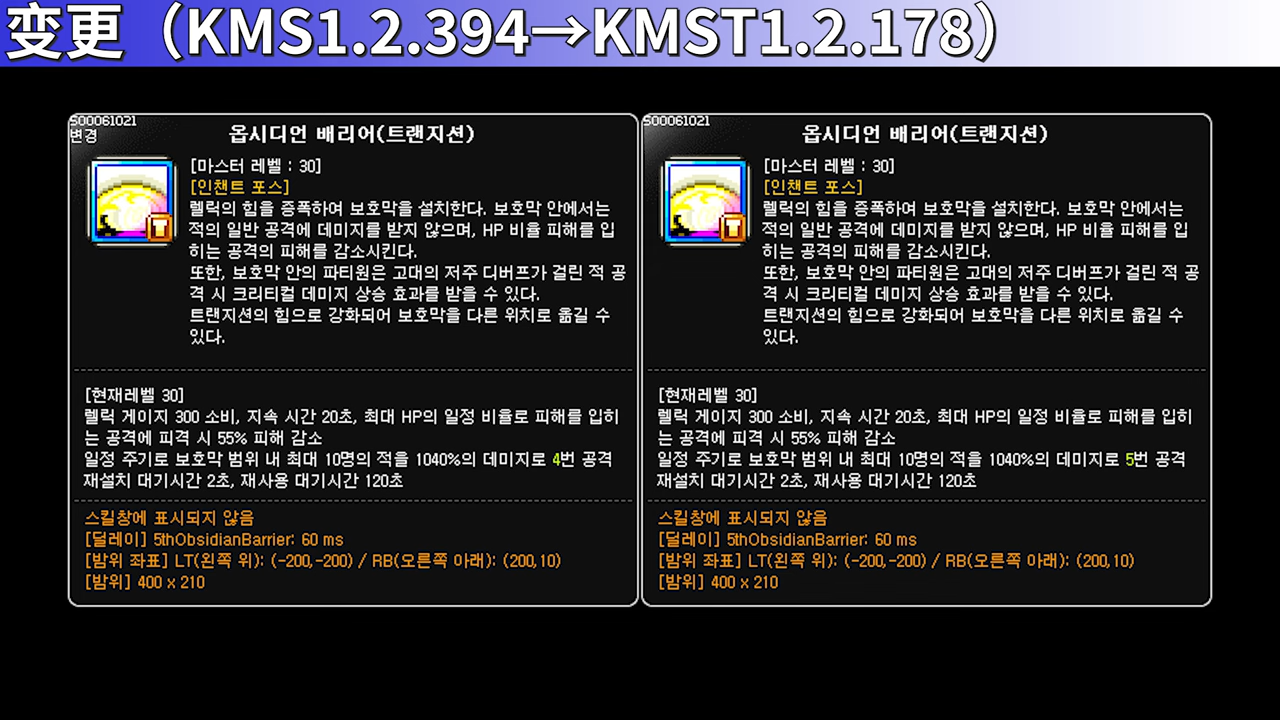 变更（KMS1.2.394→KMST1.2.178）
S00061021
변경
옵시디언 배리어(트랜지션)
[마스터 레벨 : 30]
[인챈트 포스]
렐릭의 힘을 증폭하여 보호막을 설치한다. 보호막 안에서는
적의 일반 공격에 데미지를 받지 않으며, HP 비율 피해를 입
히는 공격의 피해를 감소시킨다.
또한, 보호막 안의 파티원은 고대의 저주 디버프가 걸린 적 공
격 시 크리티컬 데미지 상승 효과를 받을 수 있다.
트랜지션의 힘으로 강화되어 보호막을 다른 위치로 옮길 수
있다.
[현재레벨 30]
렐릭 게이지 300 소비, 지속 시간 20초, 최대 HP의 일정 비율로 피해를 입히
는 공격에 피격 시 55% 피해 감소
일정 주기로 보호막 범위 내 최대 10명의 적을 1040%의 데미지로 4번 공격
재설치 대기시간 2초, 재사용 대기시간 120초
스킬창에 표시되지 않음
[딜레이] 5thObsidianBarrier: 60 ms
[범위 좌표] LT(왼쪽 위): (-200,-200) / RB(오른쪽 아래): (200,10)
[범위] 400 x 210
S00061021
옵시디언 배리어(트랜지션)
[마스터 레벨 : 30]
[인챈트 포스]
렐릭의 힘을 증폭하여 보호막을 설치한다. 보호막 안에서는
적의 일반 공격에 데미지를 받지 않으며, HP 비율 피해를 입
히는 공격의 피해를 감소시킨다.
또한, 보호막 안의 파티원은 고대의 저주 디버프가 걸린 적 공
격 시 크리티컬 데미지 상승 효과를 받을 수 있다.
트랜지션의 힘으로 강화되어 보호막을 다른 위치로 옮길 수
있다.
[현재레벨 30]
렐릭 게이지 300 소비, 지속 시간 20초, 최대 HP의 일정 비율로 피해를 입히
는 공격에 피격 시 55% 피해 감소
일정 주기로 보호막 범위 내 최대 10명의 적을 1040%의 데미지로 5번 공격
재설치 대기시간 2초, 재사용 대기시간 120초
스킬창에 표시되지 않음
[딜레이] 5thObsidianBarrier: 60 ms
[범위 좌표] LT(왼쪽 위): (-200,-200) / RB(오른쪽 아래): (200,10)
[범위] 400 x 210